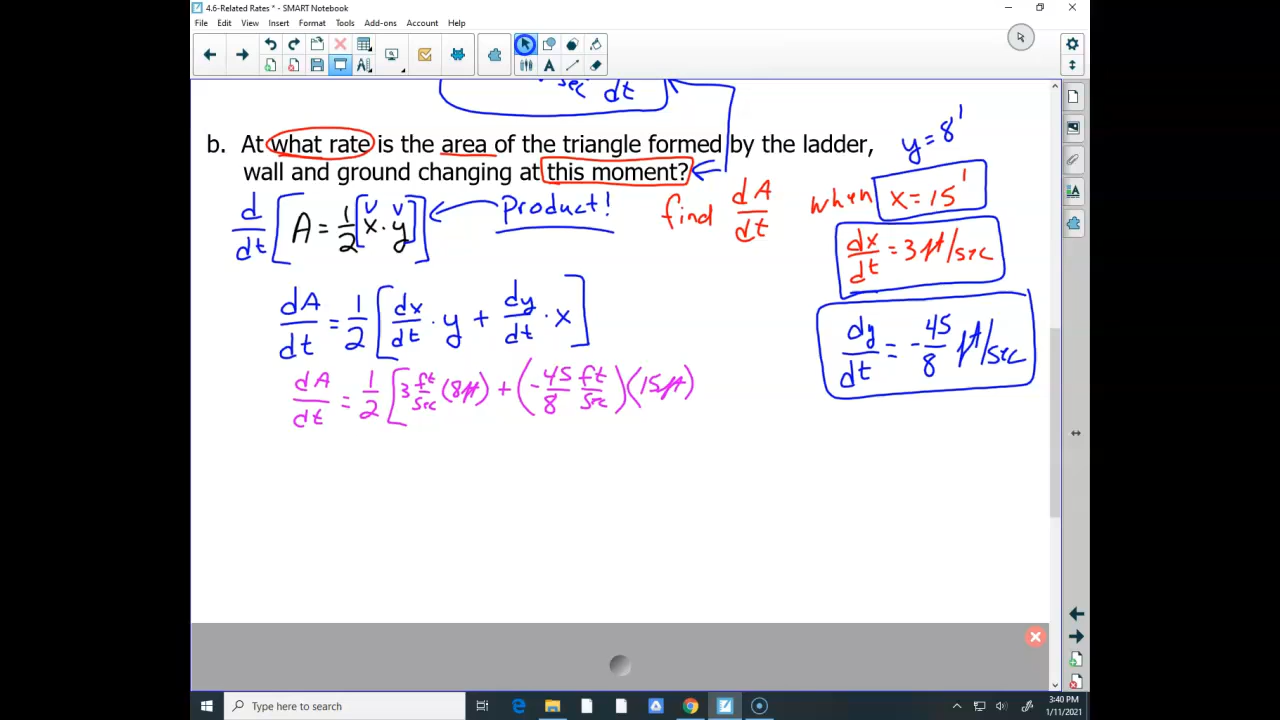 4.6-Related Rates * - SMART Notebook
File Edit View Insert Format Tools Add-ons Account Help
sec dt
b. At what rate is the area of the triangle formed by the ladder,
wall and ground changing at this moment?
y = 8'
d/dt [ A = 1/2 [ x · y ] ]
Product!
find dA/dt
when x = 15'
dx/dt = 3 ft/sec
dA/dt = 1/2 [ dx/dt · y + dy/dt · x ]
dy/dt = -45/8 ft/sec
dA/dt = 1/2 [ 3 ft/sec (8ft) + (-45/8 ft/sec)(15ft)
Type here to search
3:40 PM
1/11/2021